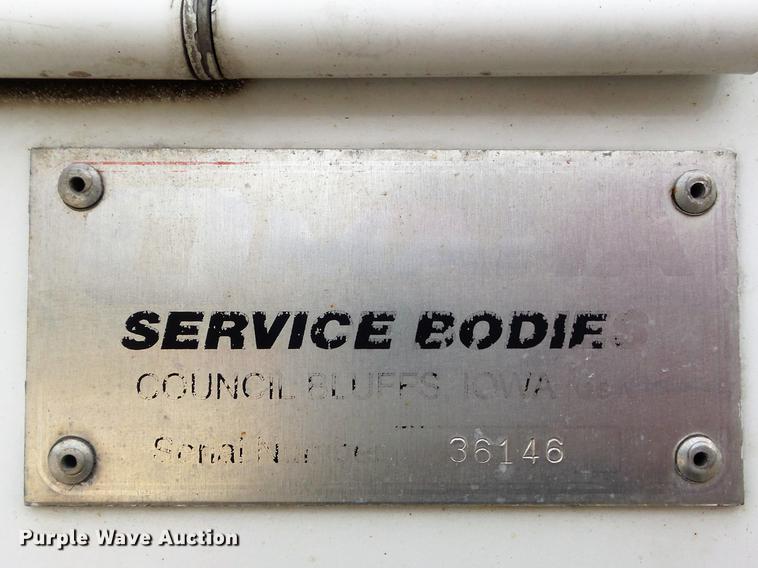 SERVICE BODIES
COUNCIL BLUFFS, IOWA
Serial Number 36146
Purple Wave Auction